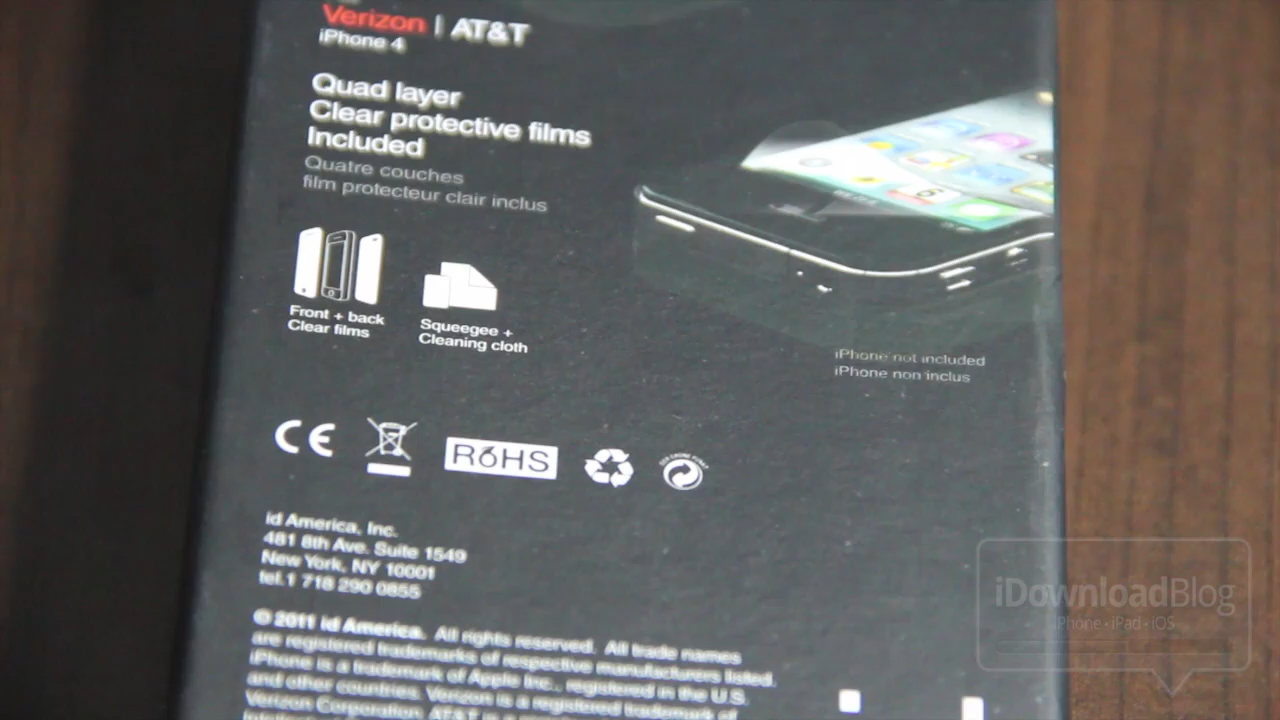 Verizon | AT&T
iPhone 4
Quad layer
Clear protective films
Included
Quatre couches
film protecteur clair inclus
Front + back
Clear films
Squeegee +
Cleaning cloth
iPhone not included
iPhone non inclus
CE
RoHS
id America, Inc.
481 8th Ave. Suite 1549
New York, NY 10001
tel.1 718 290 0855
© 2011 id America. All rights reserved. All trade names
are registered trademarks of respective manufacturers listed.
iPhone is a trademark of Apple Inc., registered in the U.S.
and other countries. Verizon is a registered trademark of
Verizon Corporation. AT&T is a
iDownloadBlog
iPhone • iPad • iOS